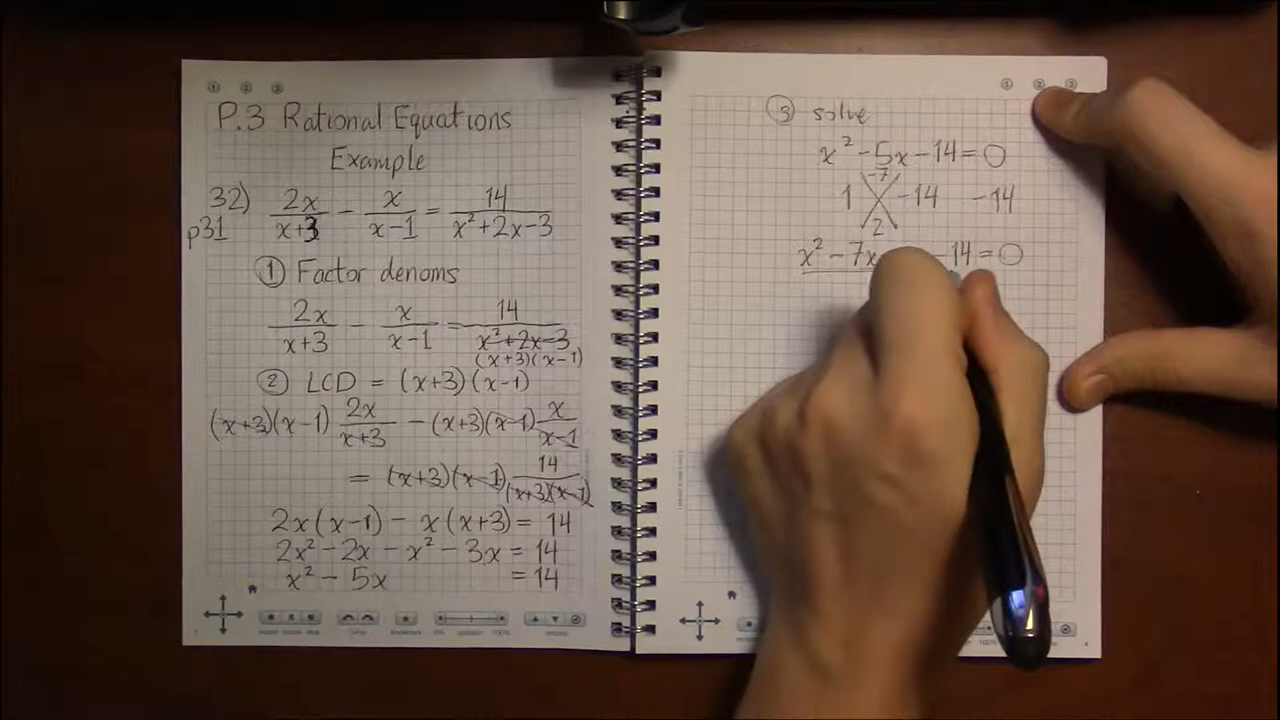 P.3 Rational Equations
Example
32) 2x/(x+3) − x/(x−1) = 14/(x²+2x−3)
p31
① Factor denoms
2x/(x+3) − x/(x−1) = 14/(x²+2x−3)
(x+3)(x−1)
② LCD = (x+3)(x−1)
(x+3)(x−1) 2x/(x+3) − (x+3)(x−1) x/(x−1)
= (x+3)(x−1) 14/((x+3)(x−1))
2x(x−1) − x(x+3) = 14
2x² − 2x − x² − 3x = 14
x² − 5x = 14
③ solve
x² − 5x − 14 = 0
−7
1 −14 −14
2
x² − 7x −14 = 0